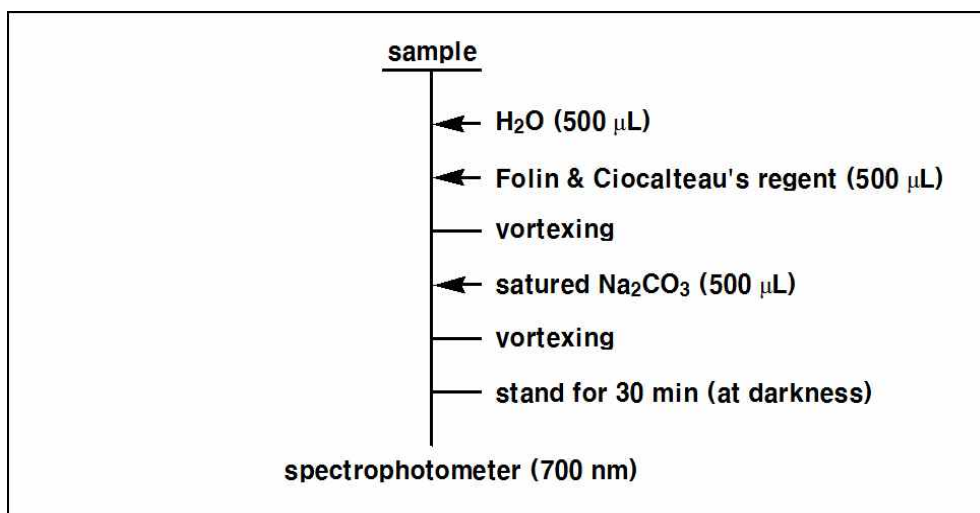 sample
H₂O (500 μL)
Folin & Ciocalteau's regent (500 μL)
vortexing
satured Na₂CO₃ (500 μL)
vortexing
stand for 30 min (at darkness)
spectrophotometer (700 nm)